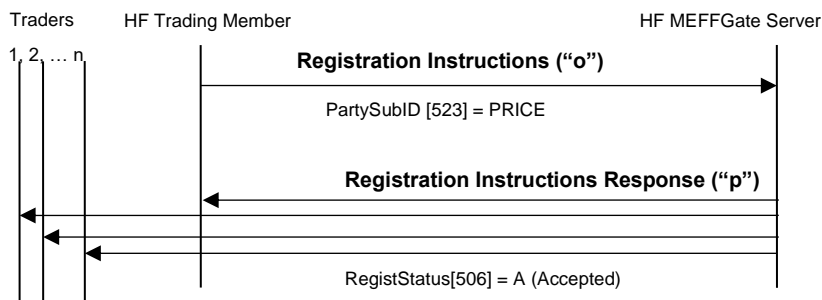 Traders HF Trading Member HF MEFFGate Server
1, 2, … n
Registration Instructions (“o”)
PartySubID [523] = PRICE
Registration Instructions Response (“p”)
RegistStatus[506] = A (Accepted)